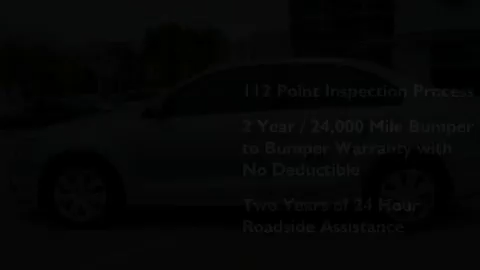 112 Point Inspection Process
2 Year / 24,000 Mile Bumper
to Bumper Warranty with
No Deductible
Two Years of 24 Hour
Roadside Assistance